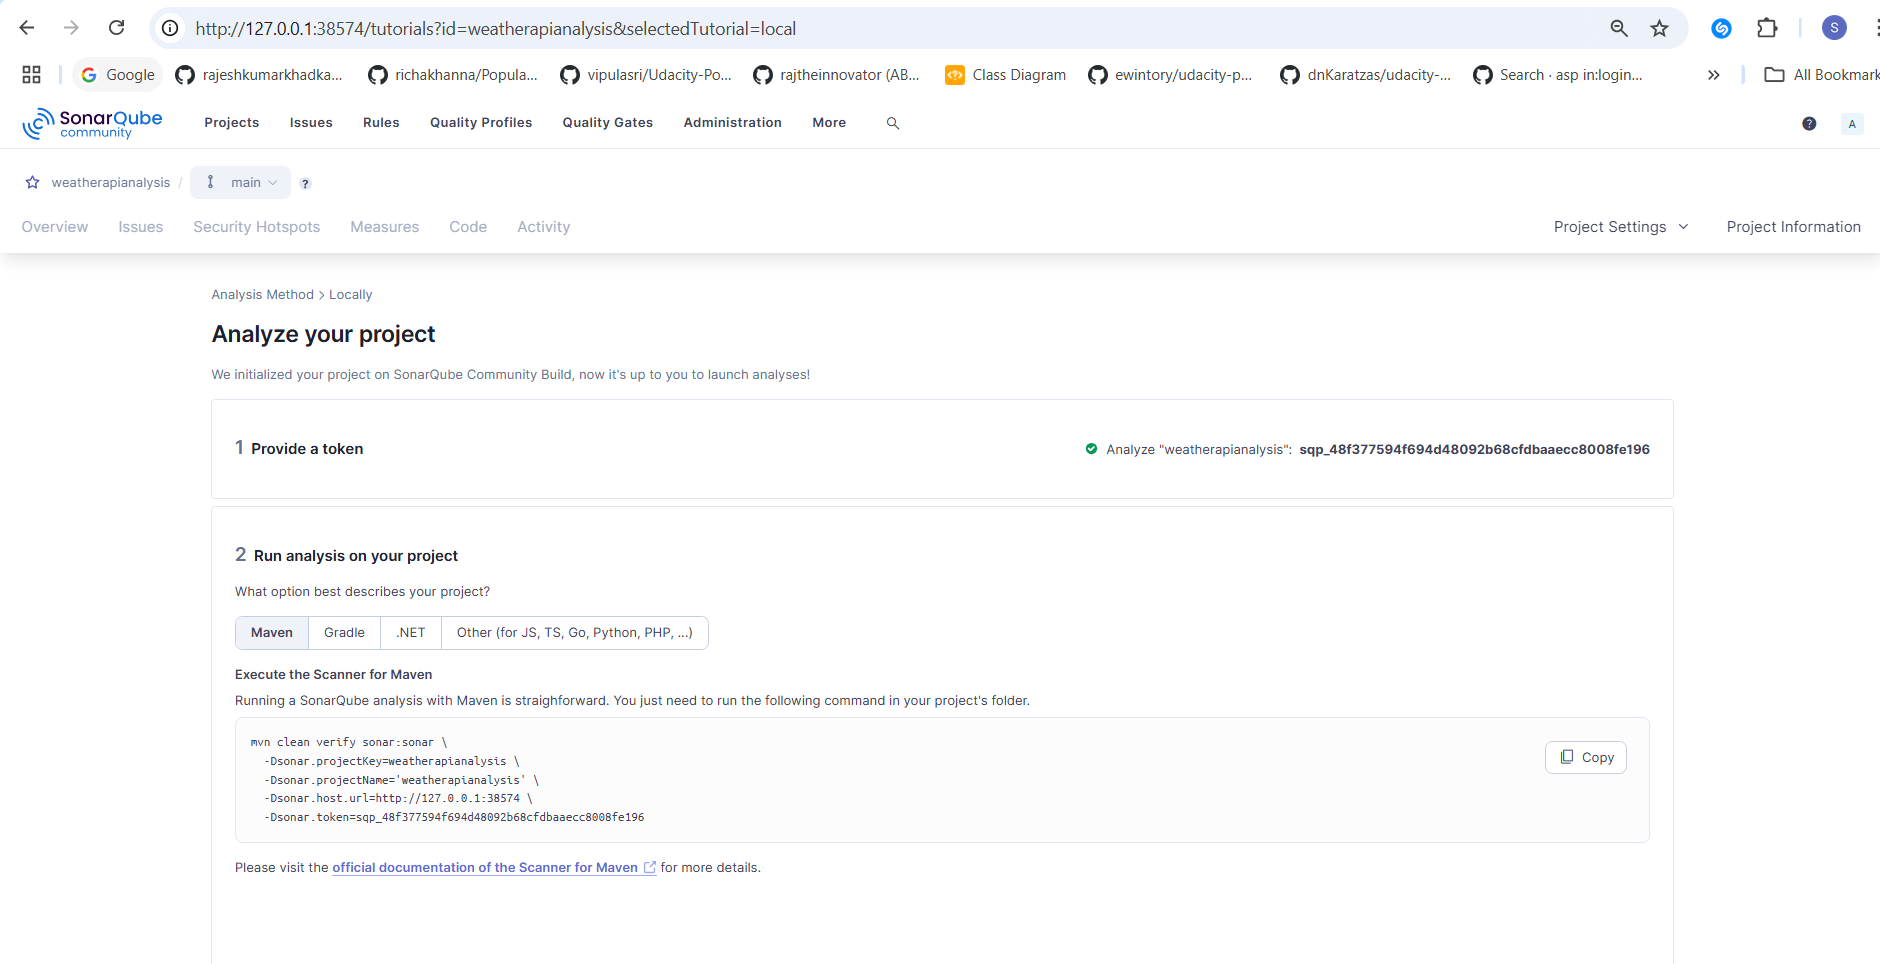 http://127.0.0.1:38574/tutorials?id=weatherapianalysis&selectedTutorial=local
S
Google
rajeshkumarkhadka...
richakhanna/Popula...
vipulasri/Udacity-Po...
rajtheinnovator (AB...
Class Diagram
ewintory/udacity-p...
dnKaratzas/udacity-...
Search · asp in:login...
»
All Bookmark
SonarQube
community
Projects
Issues
Rules
Quality Profiles
Quality Gates
Administration
More
?
A
weatherapianalysis / main ?
Overview
Issues
Security Hotspots
Measures
Code
Activity
Project Settings
Project Information
Analysis Method > Locally
Analyze your project
We initialized your project on SonarQube Community Build, now it's up to you to launch analyses!
1 Provide a token
Analyze "weatherapianalysis": sqp_48f377594f694d48092b68cfdbaaecc8008fe196
2 Run analysis on your project
What option best describes your project?
Maven
Gradle
.NET
Other (for JS, TS, Go, Python, PHP, ...)
Execute the Scanner for Maven
Running a SonarQube analysis with Maven is straighforward. You just need to run the following command in your project's folder.
mvn clean verify sonar:sonar \
-Dsonar.projectKey=weatherapianalysis \
-Dsonar.projectName='weatherapianalysis' \
-Dsonar.host.url=http://127.0.0.1:38574 \
-Dsonar.token=sqp_48f377594f694d48092b68cfdbaaecc8008fe196
Copy
Please visit the official documentation of the Scanner for Maven for more details.